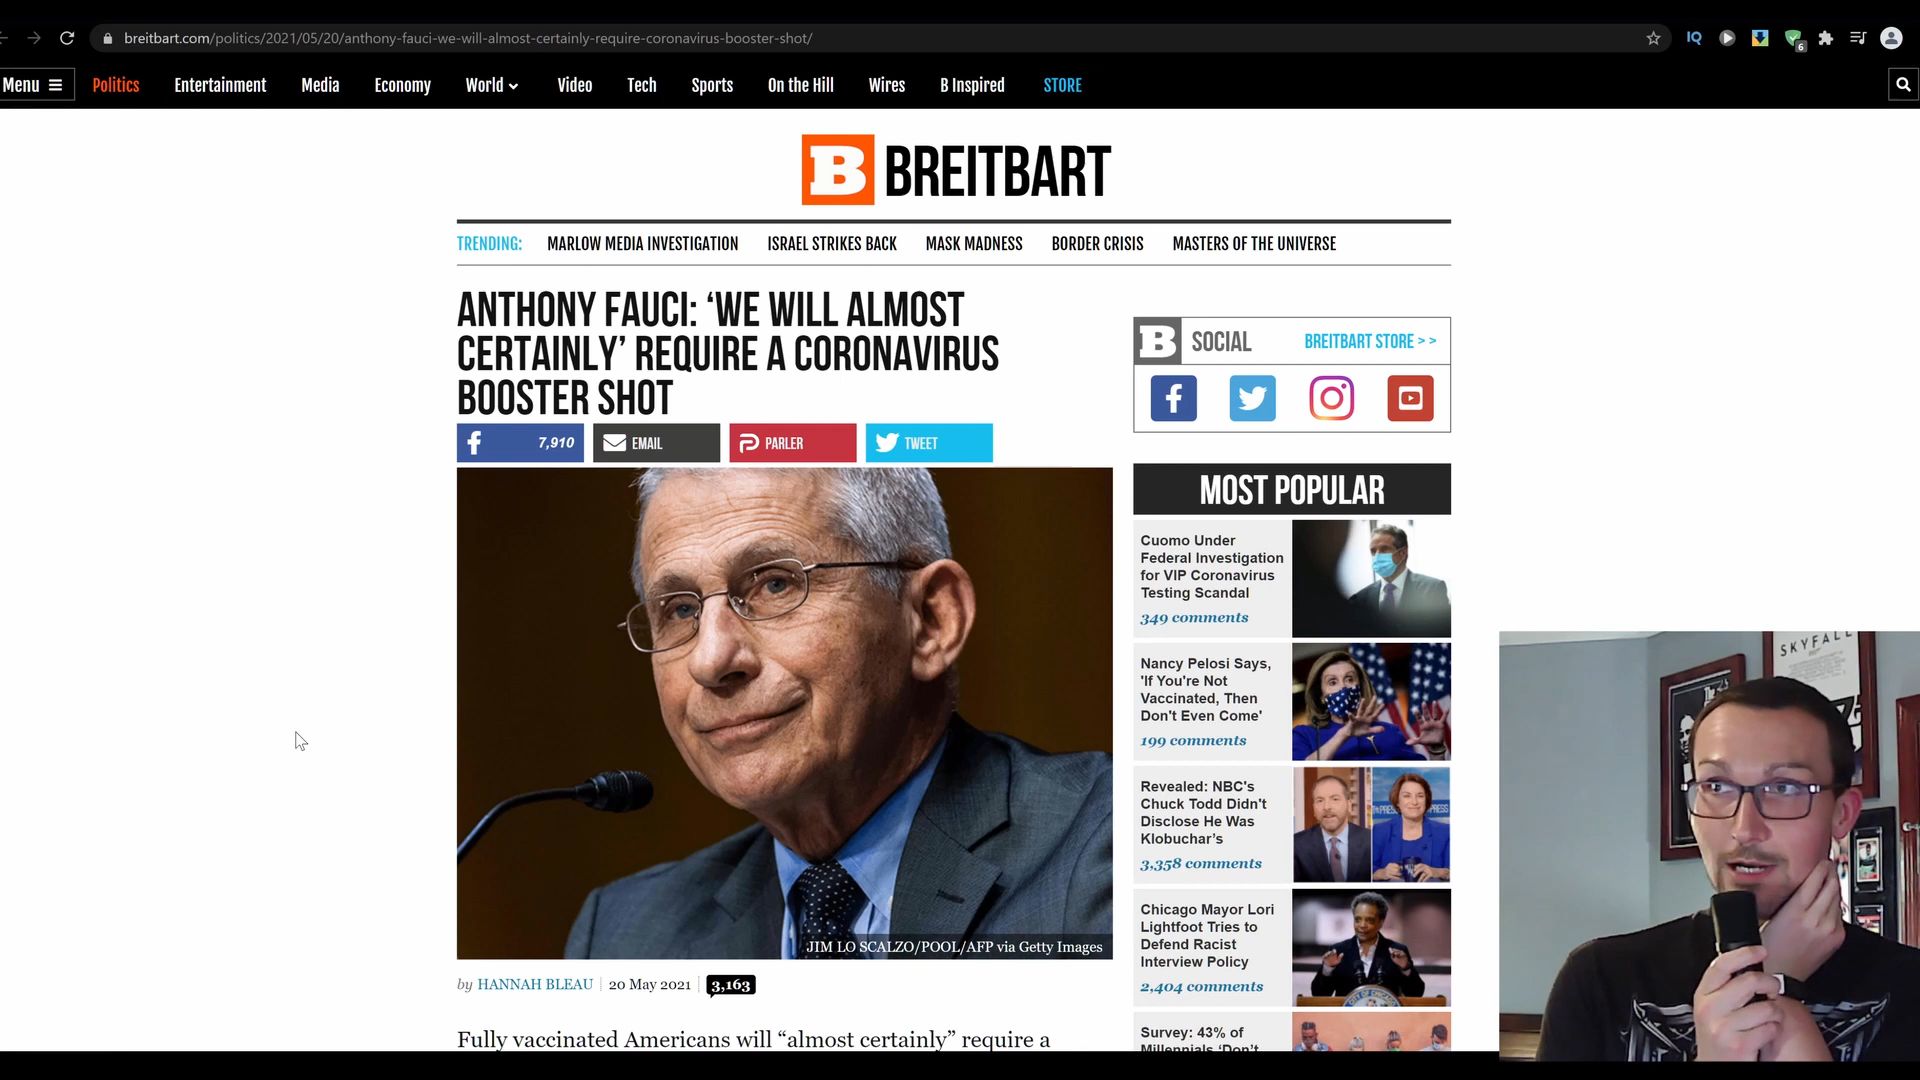 breitbart.com/politics/2021/05/20/anthony-fauci-we-will-almost-certainly-require-coronavirus-booster-shot/
IQ
6
Menu
Politics
Entertainment
Media
Economy
World
Video
Tech
Sports
On the Hill
Wires
B Inspired
STORE
B BREITBART
TRENDING:
MARLOW MEDIA INVESTIGATION
ISRAEL STRIKES BACK
MASK MADNESS
BORDER CRISIS
MASTERS OF THE UNIVERSE
ANTHONY FAUCI: ‘WE WILL ALMOST
CERTAINLY’ REQUIRE A CORONAVIRUS
BOOSTER SHOT
7,910
EMAIL
PARLER
TWEET
JIM LO SCALZO/POOL/AFP via Getty Images
by HANNAH BLEAU | 20 May 2021 | 3,163
Fully vaccinated Americans will “almost certainly” require a
B SOCIAL
BREITBART STORE > >
MOST POPULAR
Cuomo Under
Federal Investigation
for VIP Coronavirus
Testing Scandal
349 comments
Nancy Pelosi Says,
'If You're Not
Vaccinated, Then
Don't Even Come'
199 comments
Revealed: NBC's
Chuck Todd Didn't
Disclose He Was
Klobuchar’s
3,358 comments
Chicago Mayor Lori
Lightfoot Tries to
Defend Racist
Interview Policy
2,404 comments
CITY OF CHICAGO
Survey: 43% of
Millennials ‘Don’t
SKYFALL